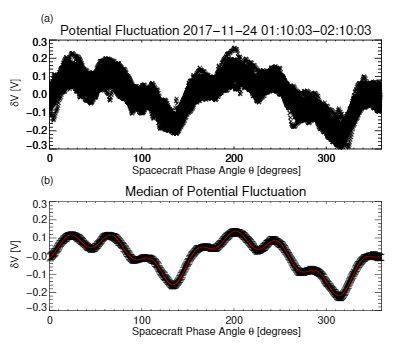 (a)
Potential Fluctuation 2017−11−24 01:10:03−02:10:03
0.3
0.2
0.1
0.0
−0.1
−0.2
−0.3
δV [V]
0 100 200 300
Spacecraft Phase Angle θ [degrees]
(b)
Median of Potential Fluctuation
0.3
0.2
0.1
−0.0
−0.1
−0.2
−0.3
δV [V]
0 100 200 300
Spacecraft Phase Angle θ [degrees]